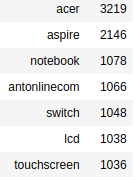 acer 3219
aspire 2146
notebook 1078
antonlinecom 1066
switch 1048
lcd 1038
touchscreen 1036